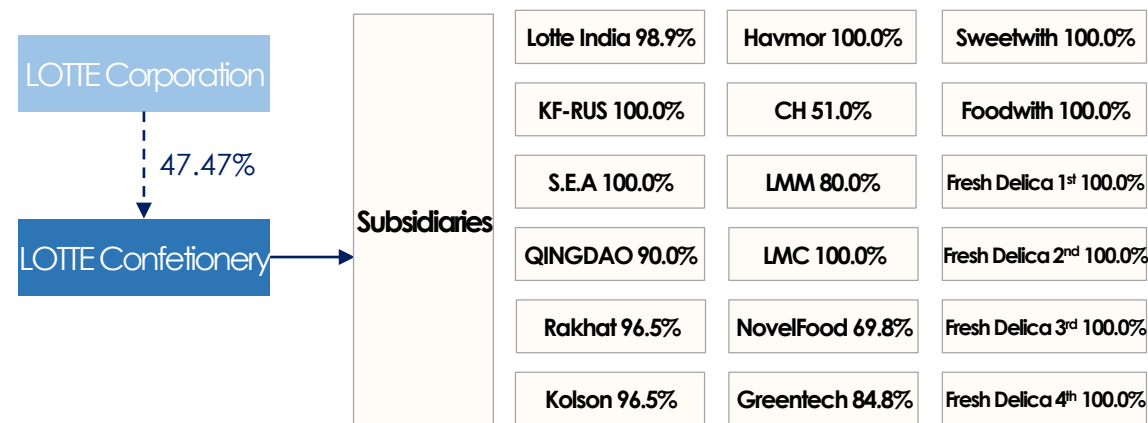 LOTTE Corporation
47.47%
LOTTE Confetionery
Subsidiaries
Lotte India 98.9%
Havmor 100.0%
Sweetwith 100.0%
KF-RUS 100.0%
CH 51.0%
Foodwith 100.0%
S.E.A 100.0%
LMM 80.0%
Fresh Delica 1st 100.0%
QINGDAO 90.0%
LMC 100.0%
Fresh Delica 2nd 100.0%
Rakhat 96.5%
NovelFood 69.8%
Fresh Delica 3rd 100.0%
Kolson 96.5%
Greentech 84.8%
Fresh Delica 4th 100.0%